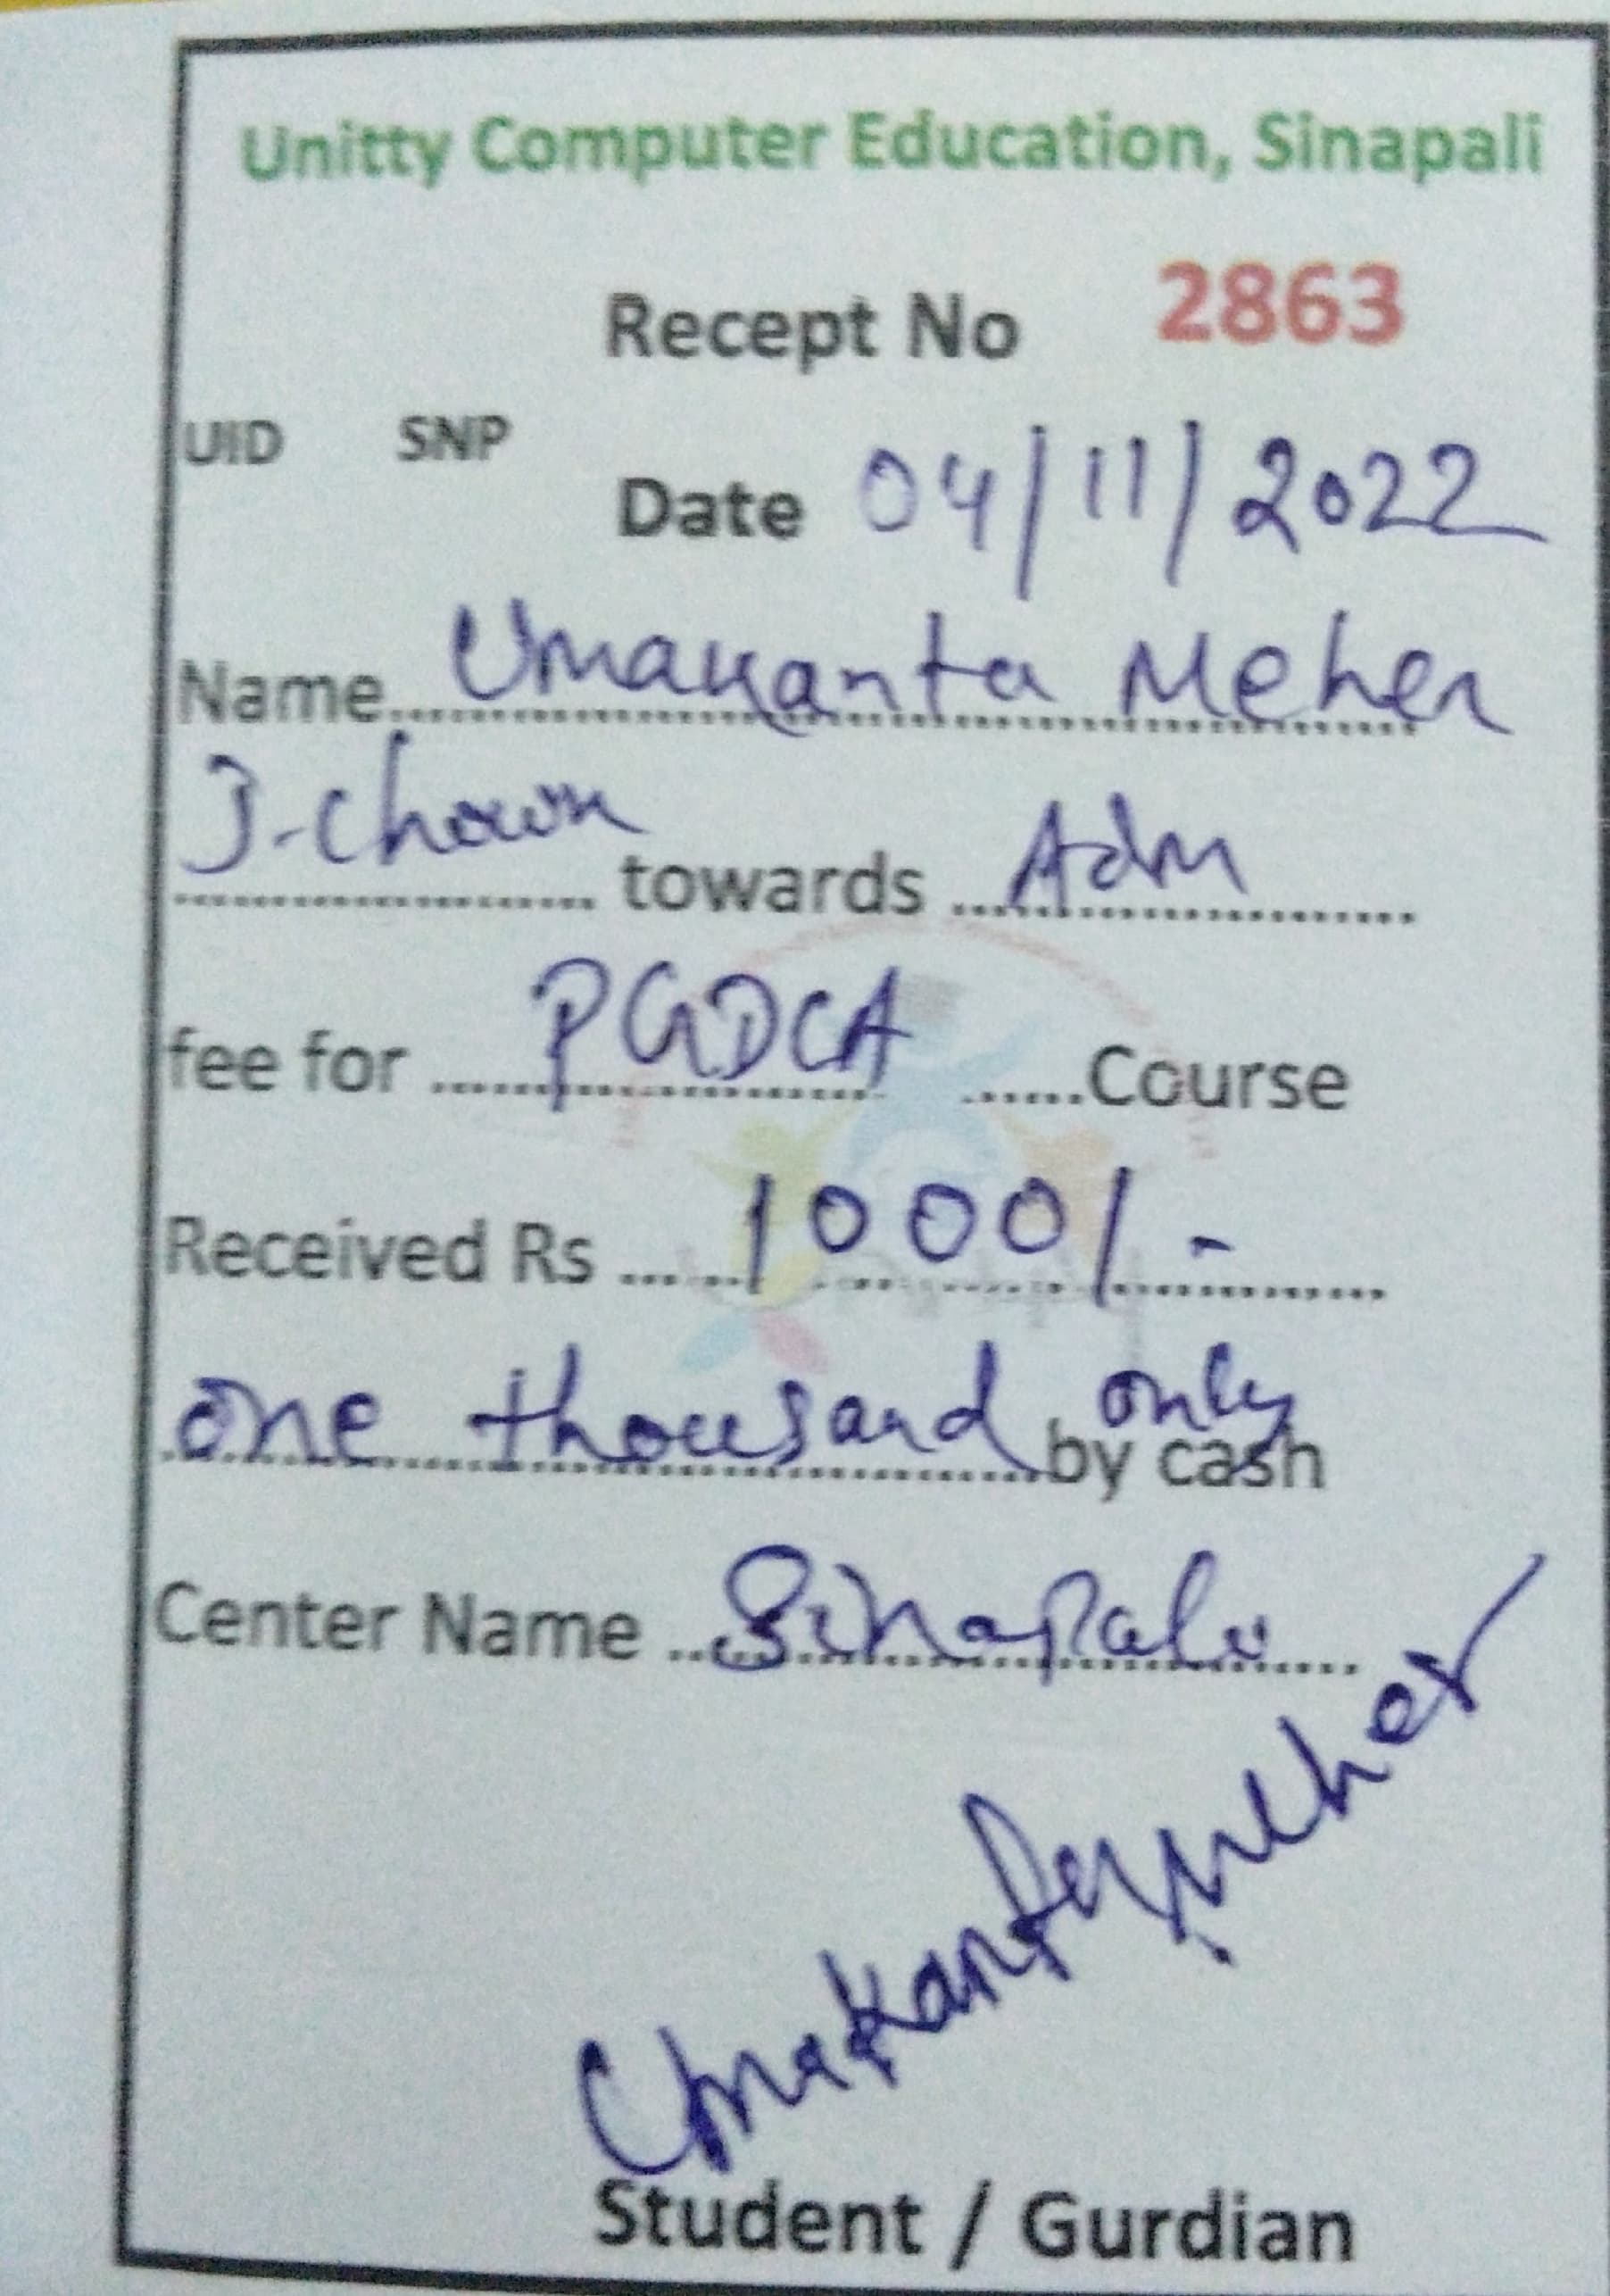 Unitty Computer Education, Sinapali
Recept No 2863
UID SNP
Date 04/11/2022
Name Umakanta Meher
towards Adm
fee for PGDCA Course
Received Rs 1000/-
one thousand only by cash
Center Name Sinapali
Umakanta Meher
Student / Gurdian